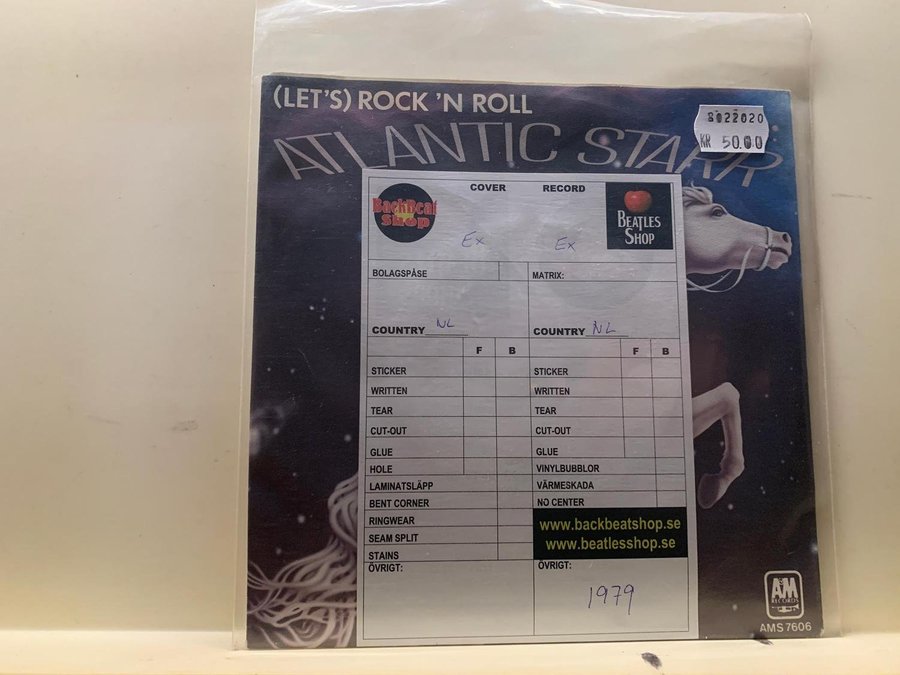 (LET'S) ROCK 'N ROLL
ATLANTIC STARR
KR 50.00
COVER RECORD
BackBeat Shop
BEATLES SHOP
Ex Ex
BOLAGSPÅSE MATRIX:
COUNTRY NL COUNTRY NL
F B F B
STICKER STICKER
WRITTEN WRITTEN
TEAR TEAR
CUT-OUT CUT-OUT
GLUE GLUE
HOLE VINYLBUBBLOR
LAMINATSLÄPP VÄRMESKADA
BENT CORNER NO CENTER
RINGWEAR
www.backbeatshop.se
SEAM SPLIT
www.beatlesshop.se
STAINS
ÖVRIGT: ÖVRIGT:
1979
A&M
RECORDS
AMS 7606